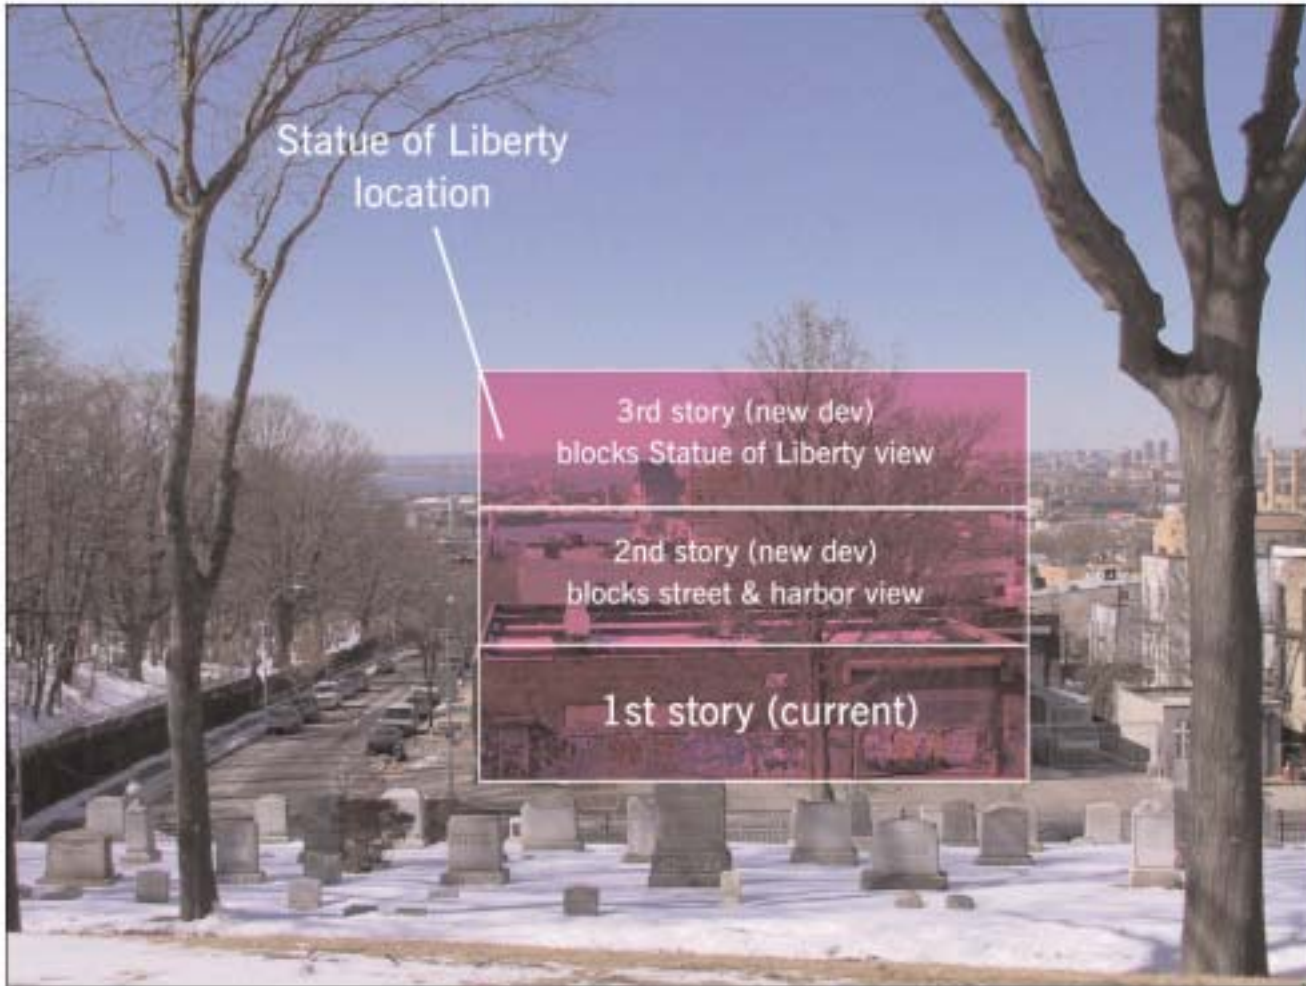 Statue of Liberty
location
3rd story (new dev)
blocks Statue of Liberty view
2nd story (new dev)
blocks street & harbor view
1st story (current)